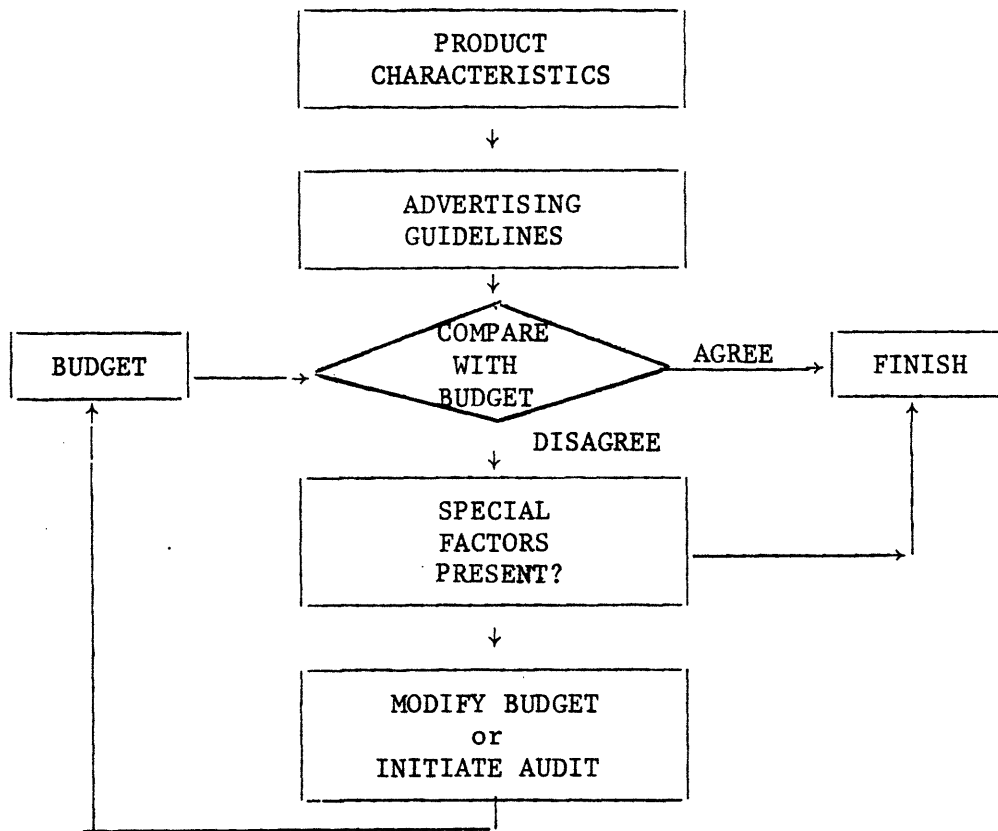 PRODUCT
CHARACTERISTICS
ADVERTISING
GUIDELINES
BUDGET
COMPARE
WITH
BUDGET
AGREE
FINISH
DISAGREE
SPECIAL
FACTORS
PRESENT?
MODIFY BUDGET
or
INITIATE AUDIT